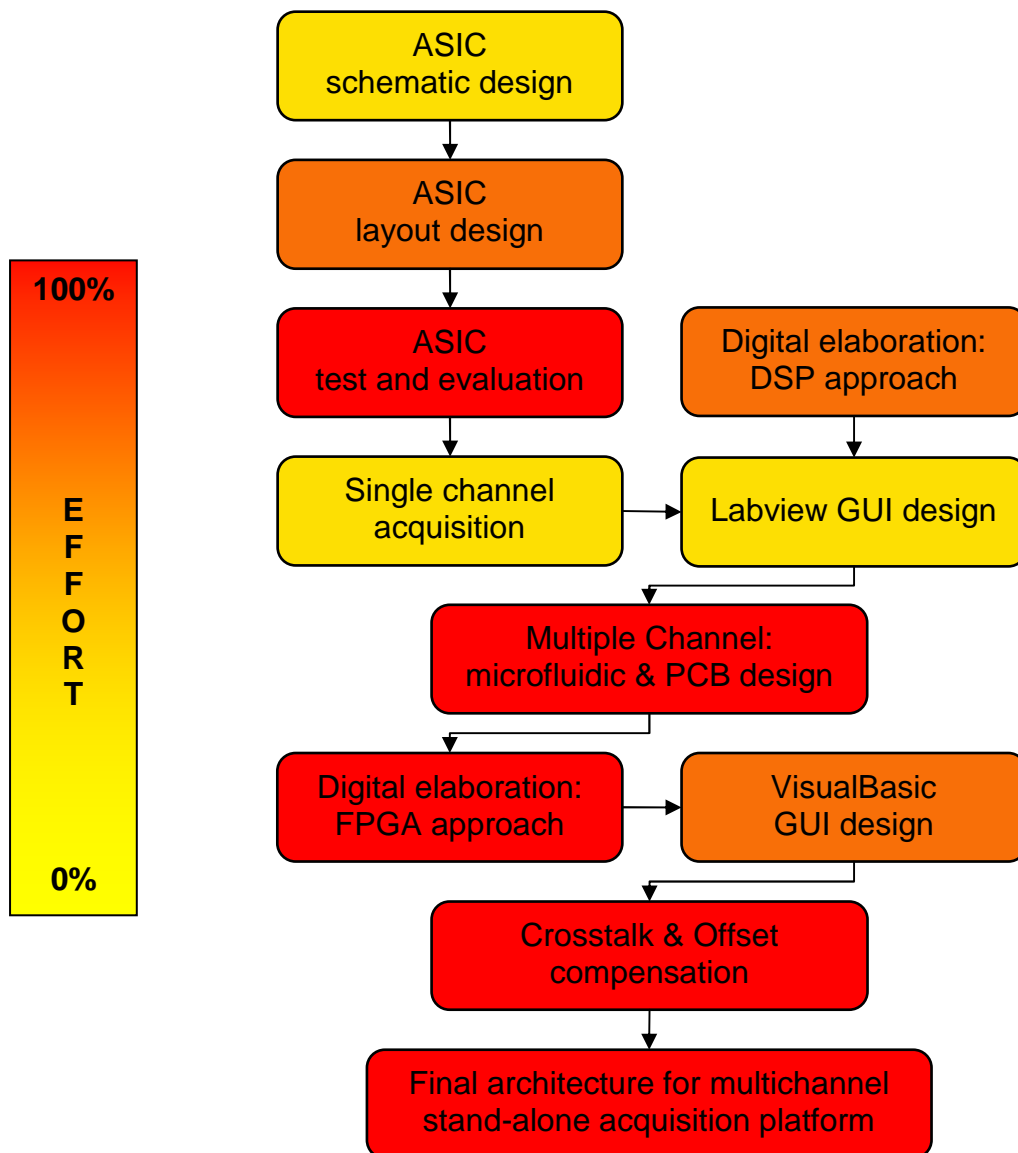 ASIC
schematic design
ASIC
layout design
100%
E
F
F
O
R
T
0%
ASIC
test and evaluation
Digital elaboration:
DSP approach
Single channel
acquisition
Labview GUI design
Multiple Channel:
microfluidic & PCB design
Digital elaboration:
FPGA approach
VisualBasic
GUI design
Crosstalk & Offset
compensation
Final architecture for multichannel
stand-alone acquisition platform